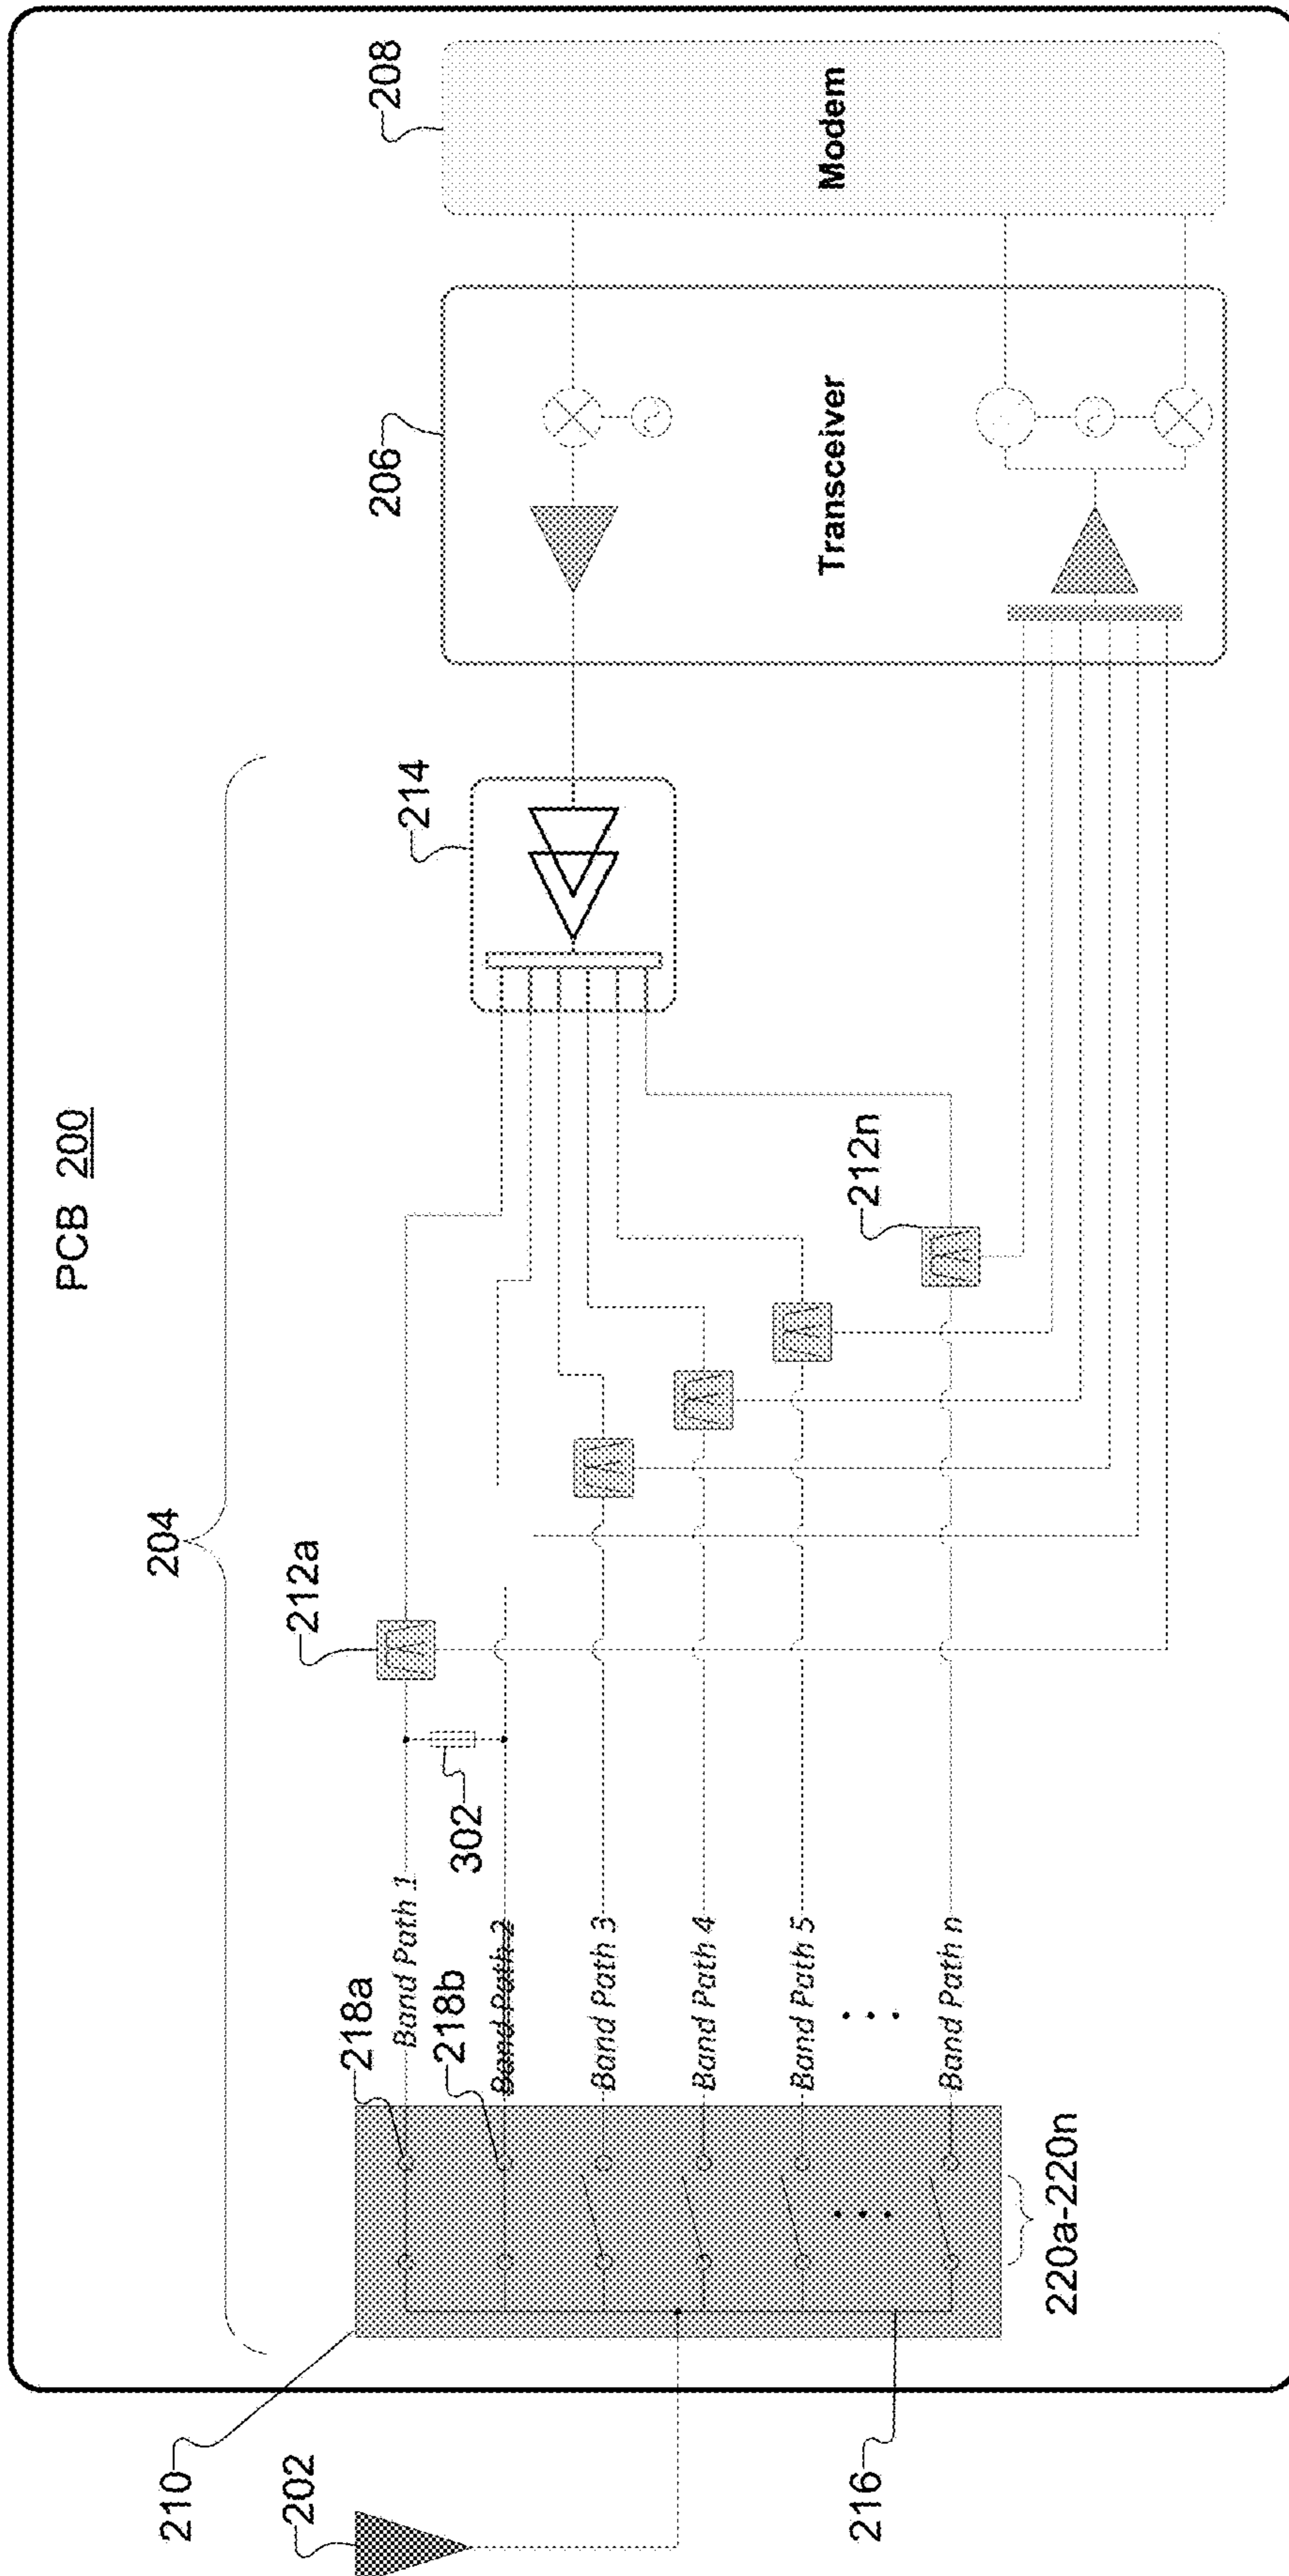 PCB 200
204
210
202
212a
218a
218b
302
214
206
208
Band Path 1
Band Path 2
Band Path 3
Band Path 4
Band Path 5
Band Path n
212n
Transceiver
Modem
216
220a-220n